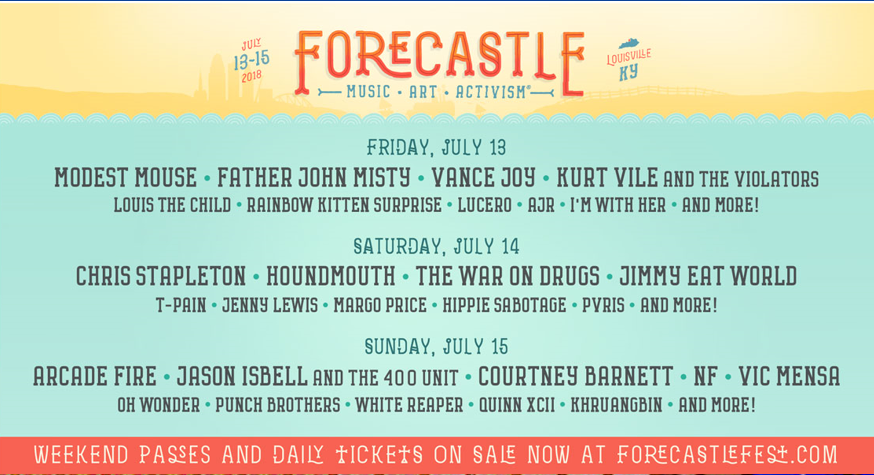 JULY
13-15
2018
FORECASTLE
MUSIC • ART • ACTIVISM®
LOUISVILLE
KY
FRIDAY, JULY 13
MODEST MOUSE • FATHER JOHN MISTY • VANCE JOY • KURT VILE AND THE VIOLATORS
LOUIS THE CHILD • RAINBOW KITTEN SURPRISE • LUCERO • AJR • I'M WITH HER • AND MORE!
SATURDAY, JULY 14
CHRIS STAPLETON • HOUNDMOUTH • THE WAR ON DRUGS • JIMMY EAT WORLD
T-PAIN • JENNY LEWIS • MARGO PRICE • HIPPIE SABOTAGE • PVRIS • AND MORE!
SUNDAY, JULY 15
ARCADE FIRE • JASON ISBELL AND THE 400 UNIT • COURTNEY BARNETT • NF • VIC MENSA
OH WONDER • PUNCH BROTHERS • WHITE REAPER • QUINN XCII • KHRUANGBIN • AND MORE!
WEEKEND PASSES AND DAILY TICKETS ON SALE NOW AT FORECASTLEFEST.COM